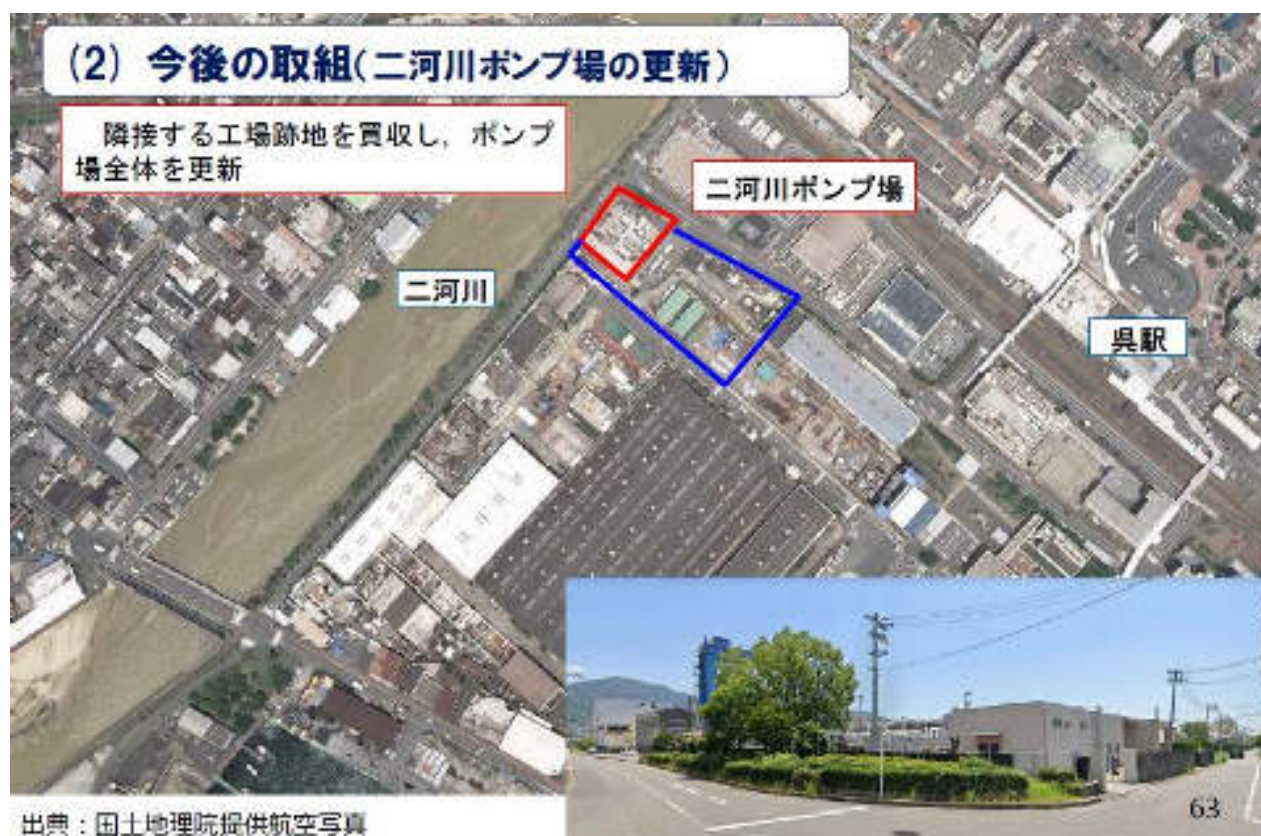 (2) 今後の取組(二河川ポンプ場の更新)
隣接する工場跡地を買収し，ポンプ
場全体を更新
二河川ポンプ場
二河川
呉駅
63
出典：国土地理院提供航空写真